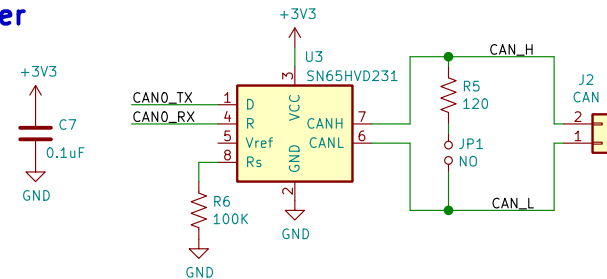 er
+3V3
+3V3
U3
SN65HVD231
CAN_H
J2
CAN
C7
0.1uF
GND
CAN0_TX
CAN0_RX
1
4
5
8
D
R
Vref
Rs
3
VCC
GND
2
CANH
CANL
7
6
R5
120
JP1
NO
2
1
R6
100K
GND
GND
CAN_L